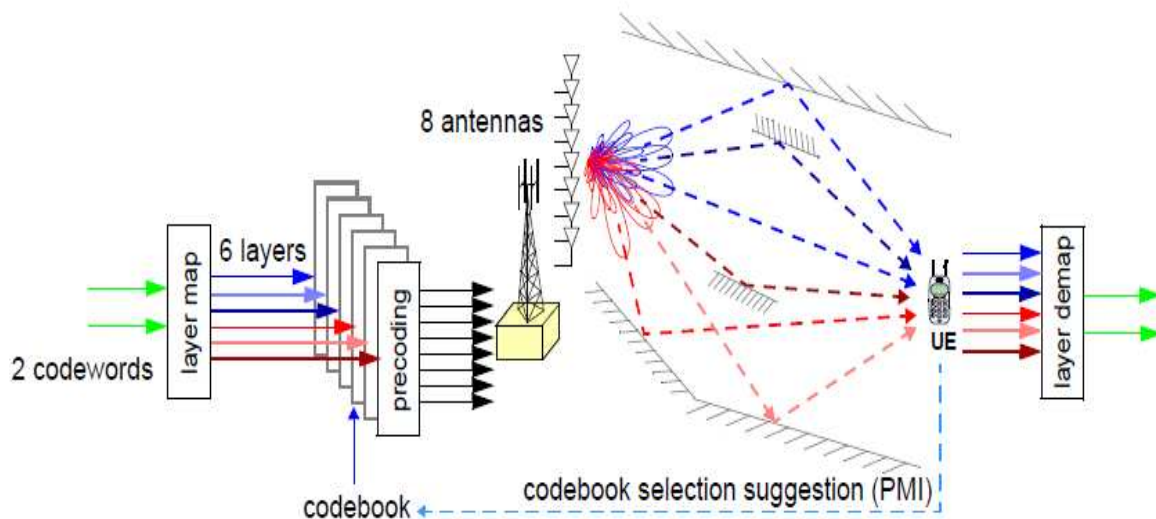 8 antennas
6 layers
layer map
2 codewords
precoding
UE
layer demap
codebook selection suggestion (PMI)
codebook